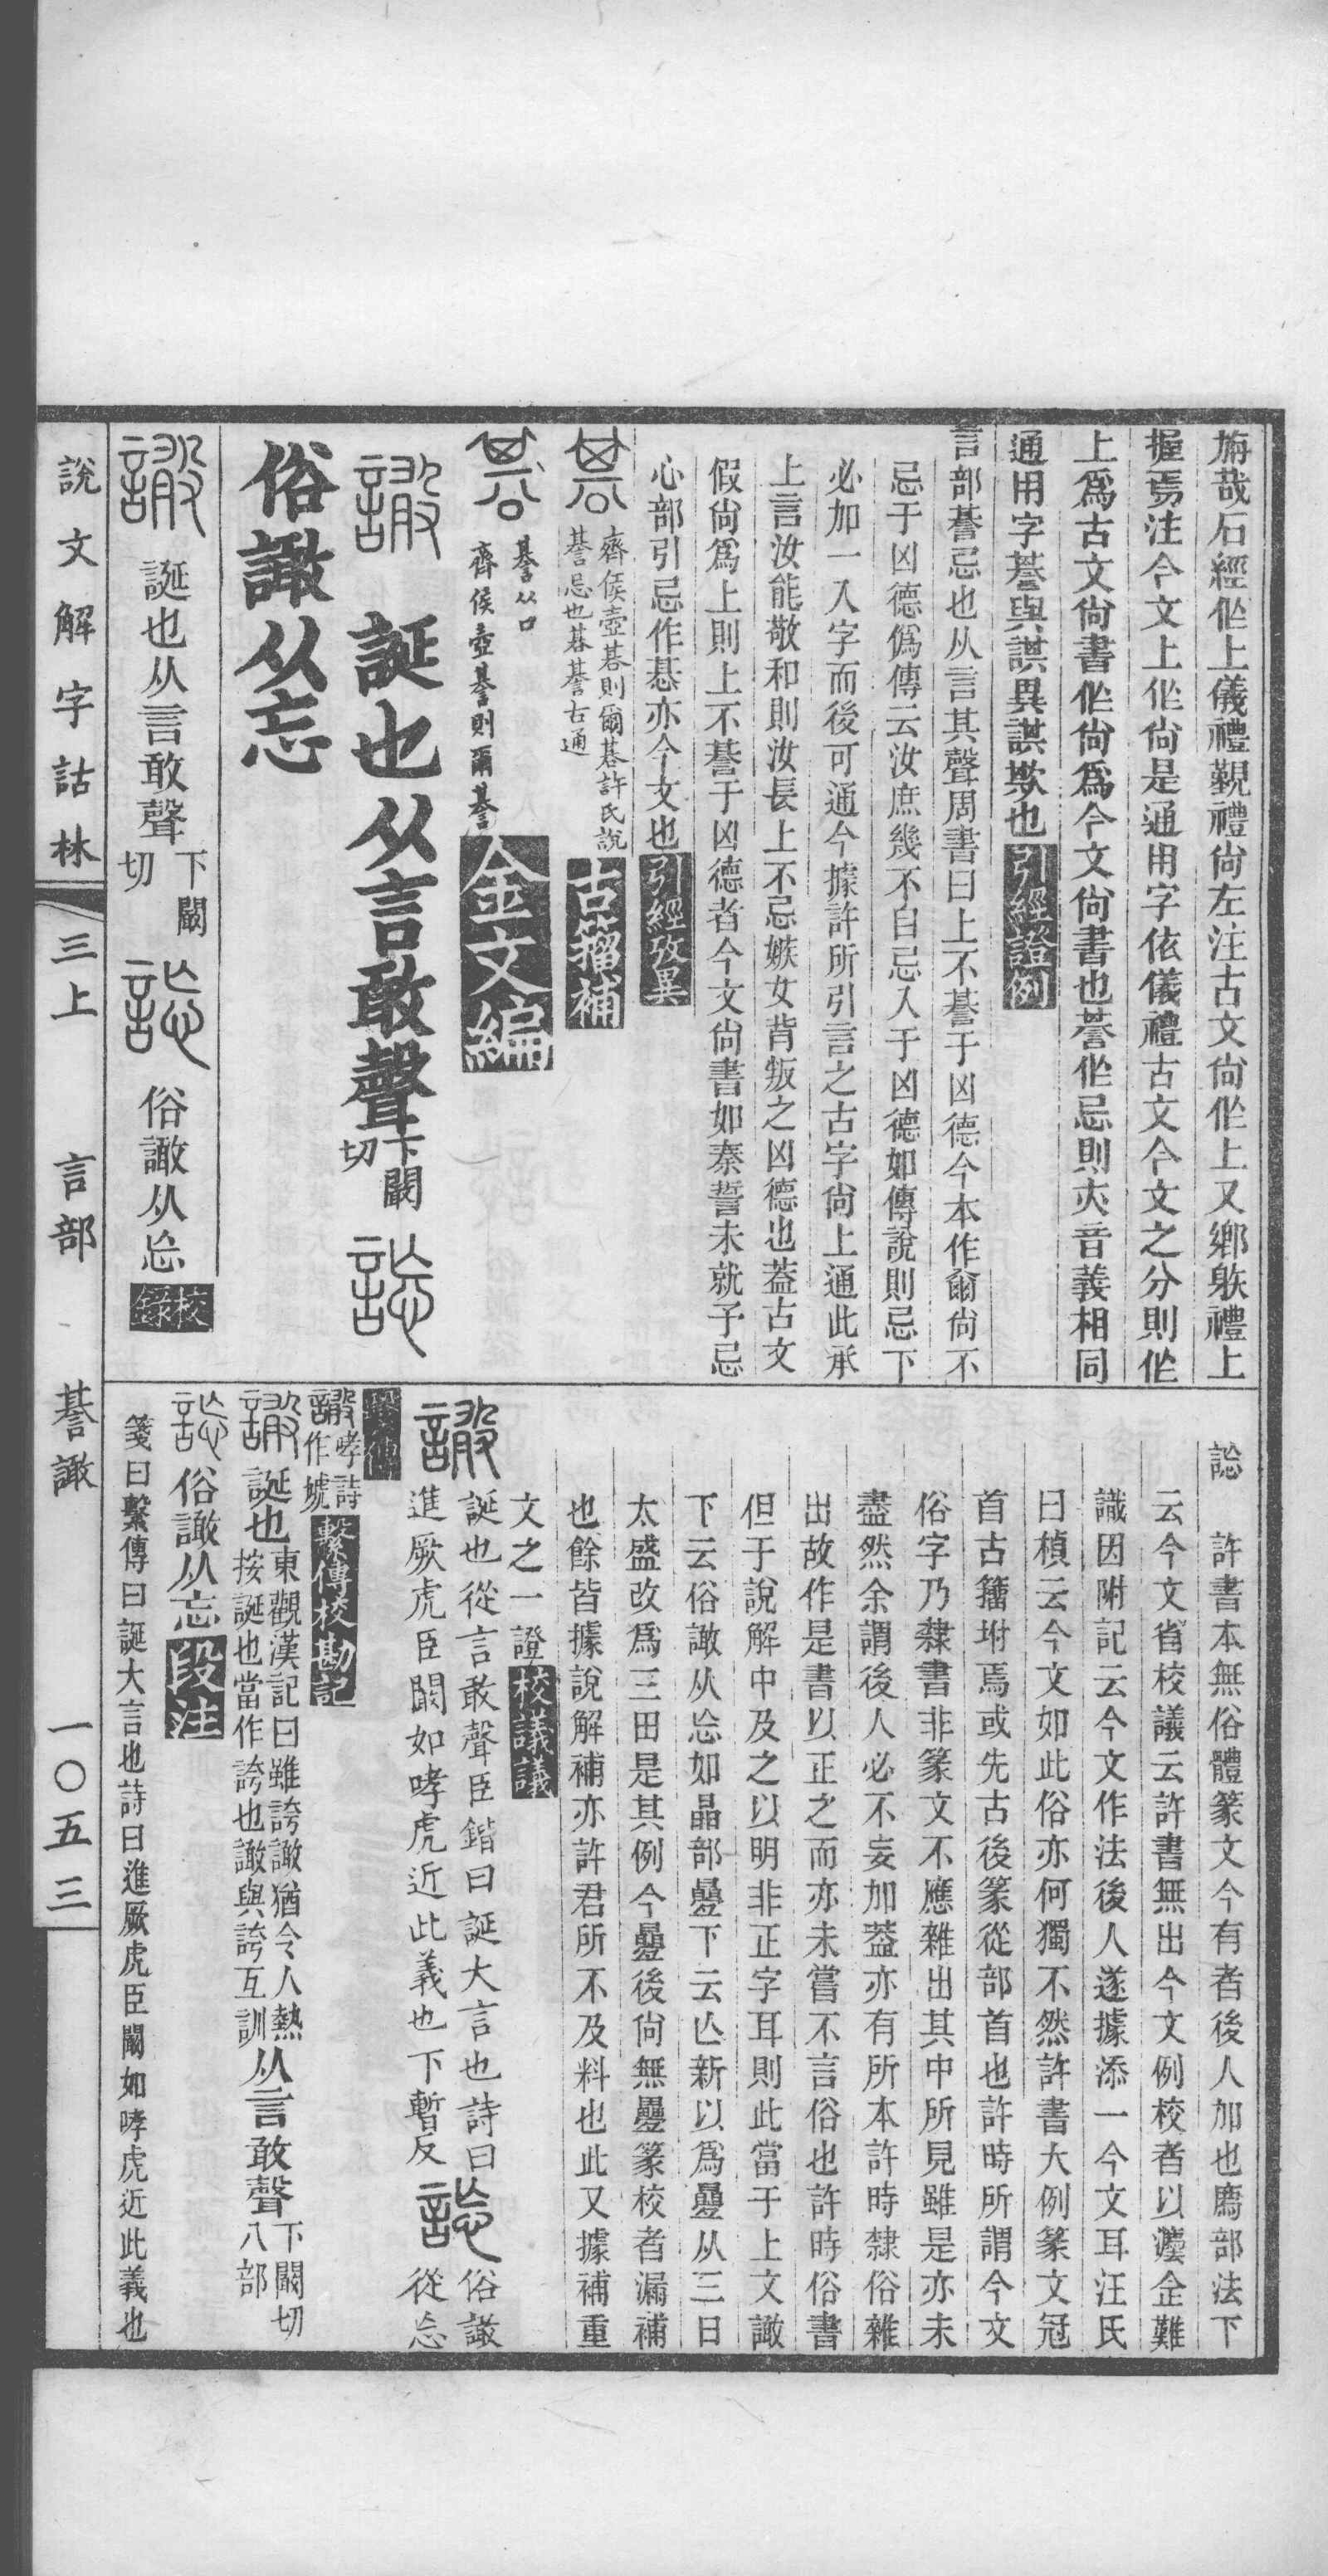 旃哉石經作上儀禮覲禮尙左注古文尙作上又鄉躲禮上
握焉注今文上作尙是通用字依儀禮古文今文之分則作
上爲古文尙書作尙爲今文尙書也諅作忌則夾音義相同
通用字諅與諆異諆欺也引經證例
言部諅忌也从言其聲周書曰上不諅于凶德今本作爾尙不
忌于凶德僞傳云汝庶幾不自忌入于凶德如傳說則忌下
必加一入字而後可通今據許所引言之古字尙上通此承
上言汝能敬和則汝長上不忌嫉女背叛之凶德也蓋古文
假尙爲上則上不諅于凶德者今文尙書如秦誓未就予忌
心部引忌作惎亦今文也引經攷異
齊侯壺諅則爾諅許氏說
諅忌也諅古通
古籀補
諅从口
齊侯壺諅則爾諅
金文編
誕也从言敢聲下闞切
俗譀从忘
誕也从言敢聲下闞切
俗譀从忘
校錄
說文解字詁林
三上 言部 諅譀
一〇五三
許書本無俗體篆文今有者後人加也廌部法下
云今文省校議云許書無出今文例校者以灋企難
識因附記云今文作法後人遂據添一今文耳汪氏
曰楨云今文如此俗亦何獨不然許書大例篆文冠
首古籀坿焉或先古後篆從部首也許時所謂今文
俗字乃隸書非篆文不應雜出其中所見雖是亦未
盡然余謂後人必不妄加蓋亦有所本許時隸俗雜
出故作是書以正之而亦未嘗不言俗也許時俗書
但于說解中及之以明非正字耳則此當于上文譀
下云俗譀从忘如晶部曡下云亾新以爲曡从三日
太盛改爲三田是其例今疊後尙無疊篆校者漏補
也餘皆據說解補亦許君所不及料也此又據補重
文之一證校議議
誕也從言敢聲臣鍇曰誕大言也詩曰
進厥虎臣闞如哮虎近此義也下暫反
俗譀
從忘
繫傳
哮詩
作虓
繫傳校勘記
誕也
東觀漢記曰雖誇譀猶令人熱
按誕也當作誇也譀與誇互訓
从言敢聲
下闞切
八部
俗譀从忘段注
箋曰繫傳曰誕大言也詩曰進厥虎臣闞如哮虎近此義也